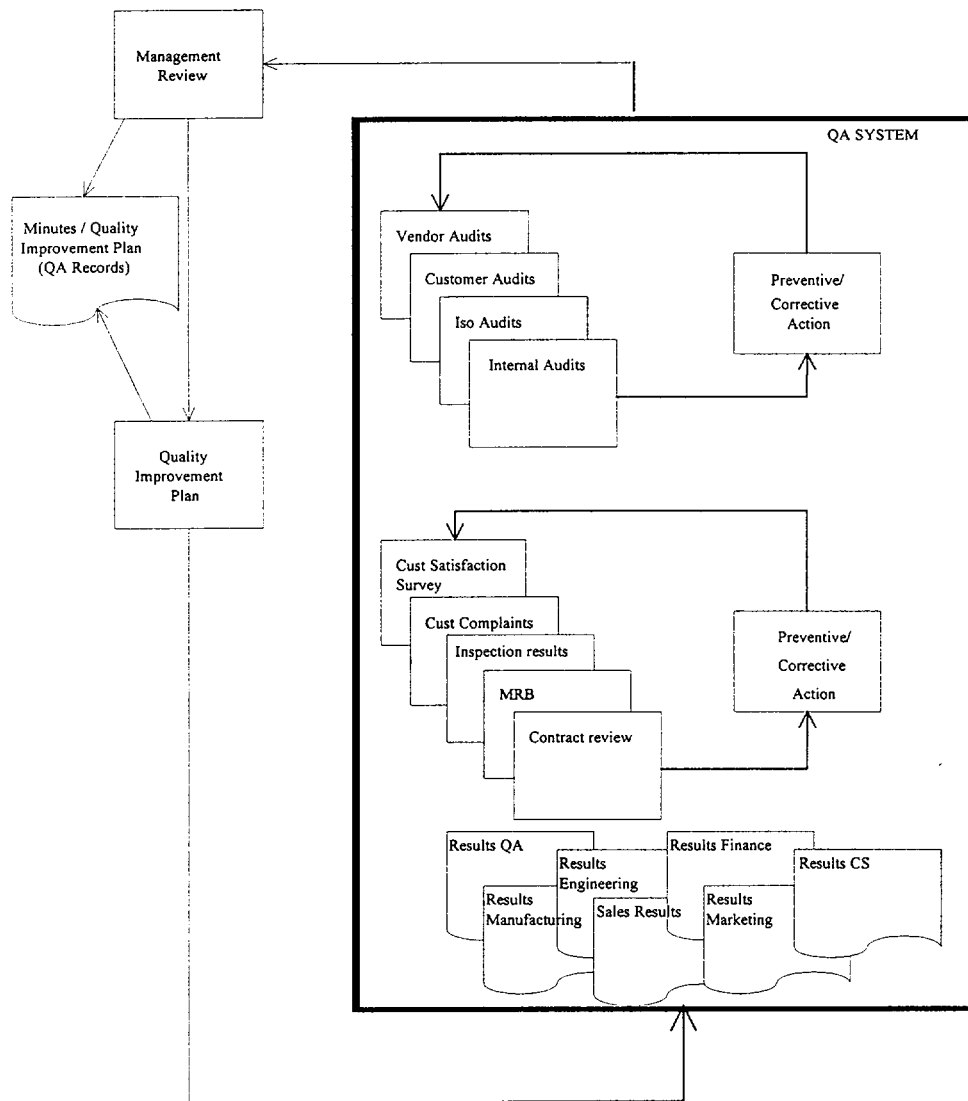 Management
Review
QA SYSTEM
Minutes / Quality
Improvement Plan
(QA Records)
Vendor Audits
Customer Audits
Iso Audits
Internal Audits
Preventive/
Corrective
Action
Quality
Improvement
Plan
Cust Satisfaction
Survey
Cust Complaints
Inspection results
MRB
Contract review
Preventive/
Corrective
Action
Results QA
Results
Manufacturing
Results
Engineering
Sales Results
Results Finance
Results
Marketing
Results CS